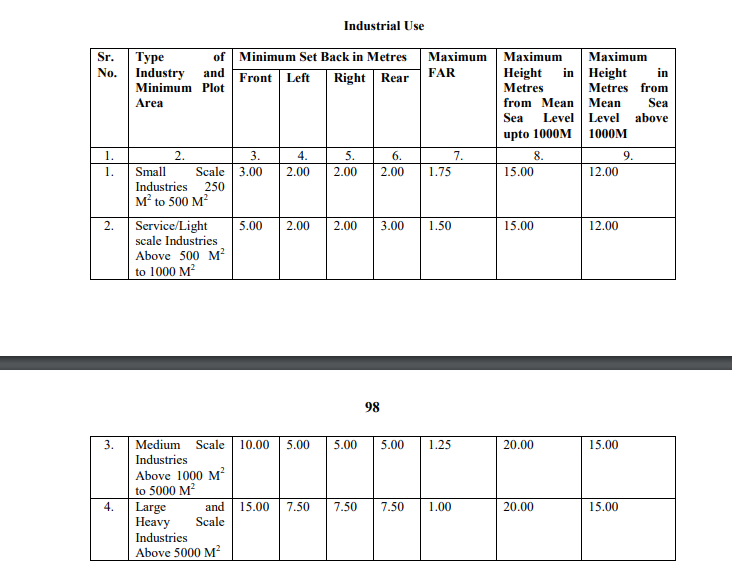 Industrial Use
Sr. No. | Type of Industry and Minimum Plot Area | Minimum Set Back in Metres | Maximum FAR | Maximum Height in Metres from Mean Sea Level upto 1000M | Maximum Height in Metres from Mean Sea Level above 1000M
Front | Left | Right | Rear
1. | 2. | 3. | 4. | 5. | 6. | 7. | 8. | 9.
1. | Small Scale Industries 250 M² to 500 M² | 3.00 | 2.00 | 2.00 | 2.00 | 1.75 | 15.00 | 12.00
2. | Service/Light scale Industries Above 500 M² to 1000 M² | 5.00 | 2.00 | 2.00 | 3.00 | 1.50 | 15.00 | 12.00
98
3. | Medium Scale Industries Above 1000 M² to 5000 M² | 10.00 | 5.00 | 5.00 | 5.00 | 1.25 | 20.00 | 15.00
4. | Large and Heavy Scale Industries Above 5000 M² | 15.00 | 7.50 | 7.50 | 7.50 | 1.00 | 20.00 | 15.00